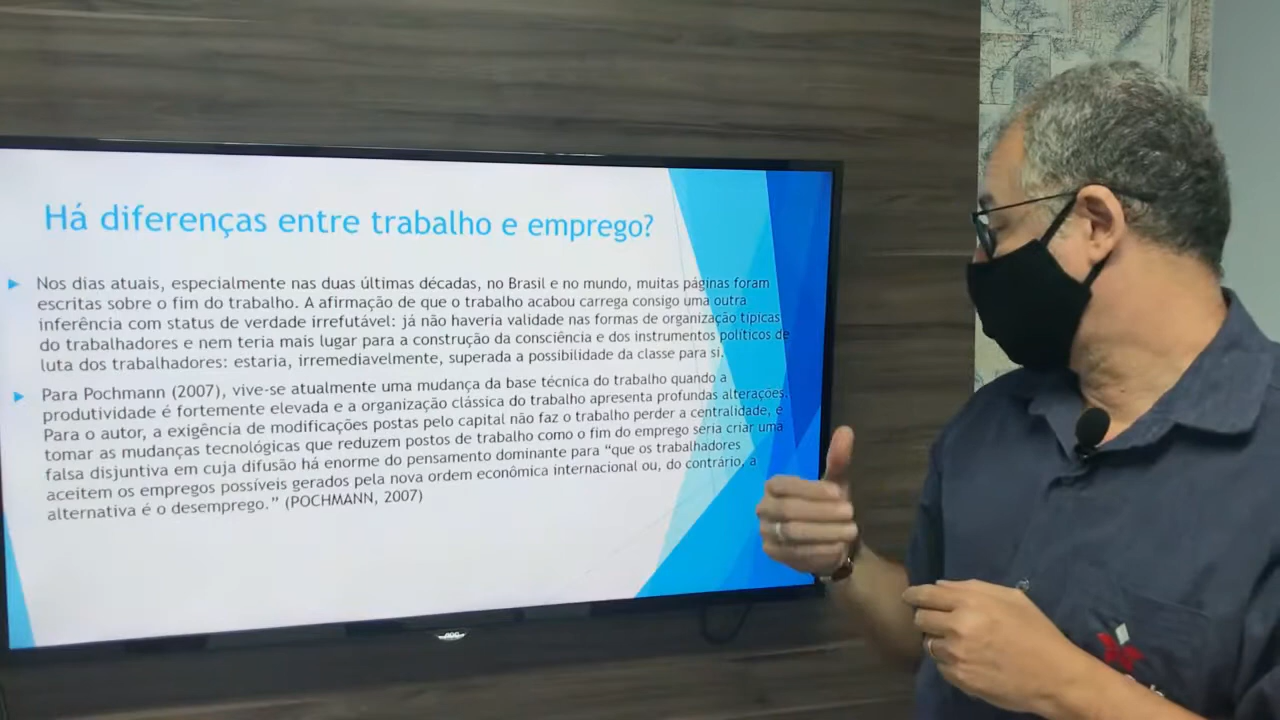 Há diferenças entre trabalho e emprego?
Nos dias atuais, especialmente nas duas últimas décadas, no Brasil e no mundo, muitas páginas foram
escritas sobre o fim do trabalho. A afirmação de que o trabalho acabou carrega consigo uma outra
inferência com status de verdade irrefutável: já não haveria validade nas formas de organização típicas
do trabalhadores e nem teria mais lugar para a construção da consciência e dos instrumentos políticos de
luta dos trabalhadores: estaria, irremediavelmente, superada a possibilidade da classe para si.
Para Pochmann (2007), vive-se atualmente uma mudança da base técnica do trabalho quando a
produtividade é fortemente elevada e a organização clássica do trabalho apresenta profundas alterações.
Para o autor, a exigência de modificações postas pelo capital não faz o trabalho perder a centralidade, e
tomar as mudanças tecnológicas que reduzem postos de trabalho como o fim do emprego seria criar uma
falsa disjuntiva em cuja difusão há enorme do pensamento dominante para “que os trabalhadores
aceitem os empregos possíveis gerados pela nova ordem econômica internacional ou, do contrário, a
alternativa é o desemprego.” (POCHMANN, 2007)
AOC